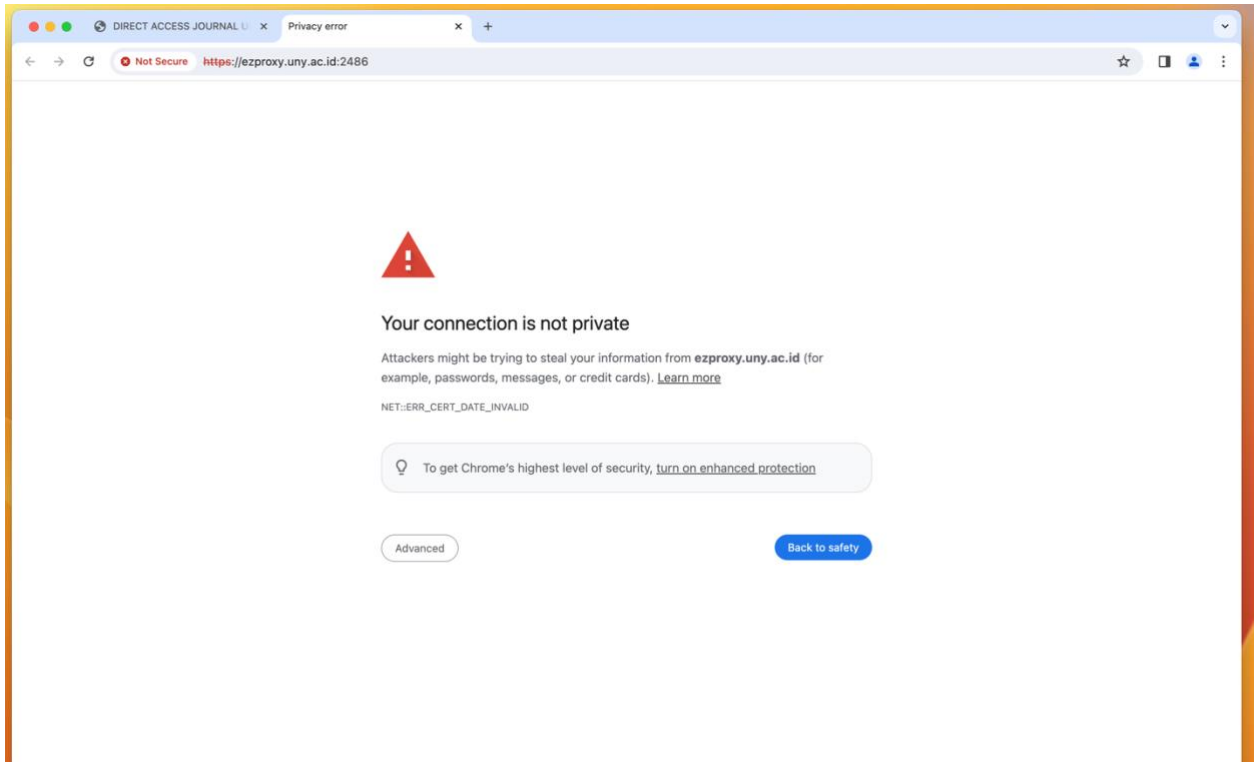 DIRECT ACCESS JOURNAL U
Privacy error
Not Secure https://ezproxy.uny.ac.id:2486
Your connection is not private
Attackers might be trying to steal your information from ezproxy.uny.ac.id (for
example, passwords, messages, or credit cards). Learn more
NET::ERR_CERT_DATE_INVALID
To get Chrome's highest level of security, turn on enhanced protection
Advanced
Back to safety